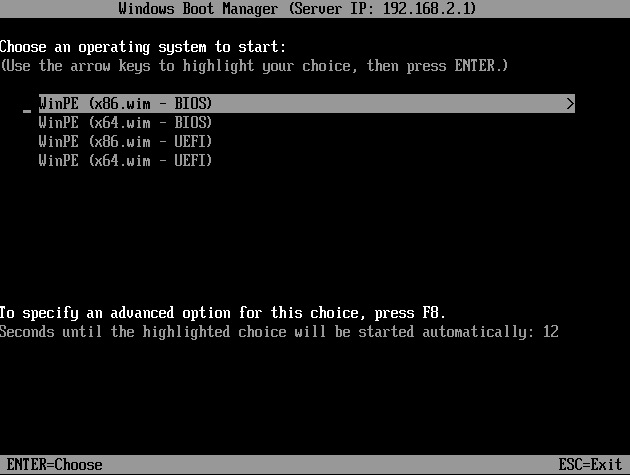 Windows Boot Manager (Server IP: 192.168.2.1)
Choose an operating system to start:
(Use the arrow keys to highlight your choice, then press ENTER.)
WinPE (x86.wim - BIOS) >
WinPE (x64.wim - BIOS)
WinPE (x86.wim - UEFI)
WinPE (x64.wim - UEFI)
To specify an advanced option for this choice, press F8.
Seconds until the highlighted choice will be started automatically: 12
ENTER=Choose ESC=Exit